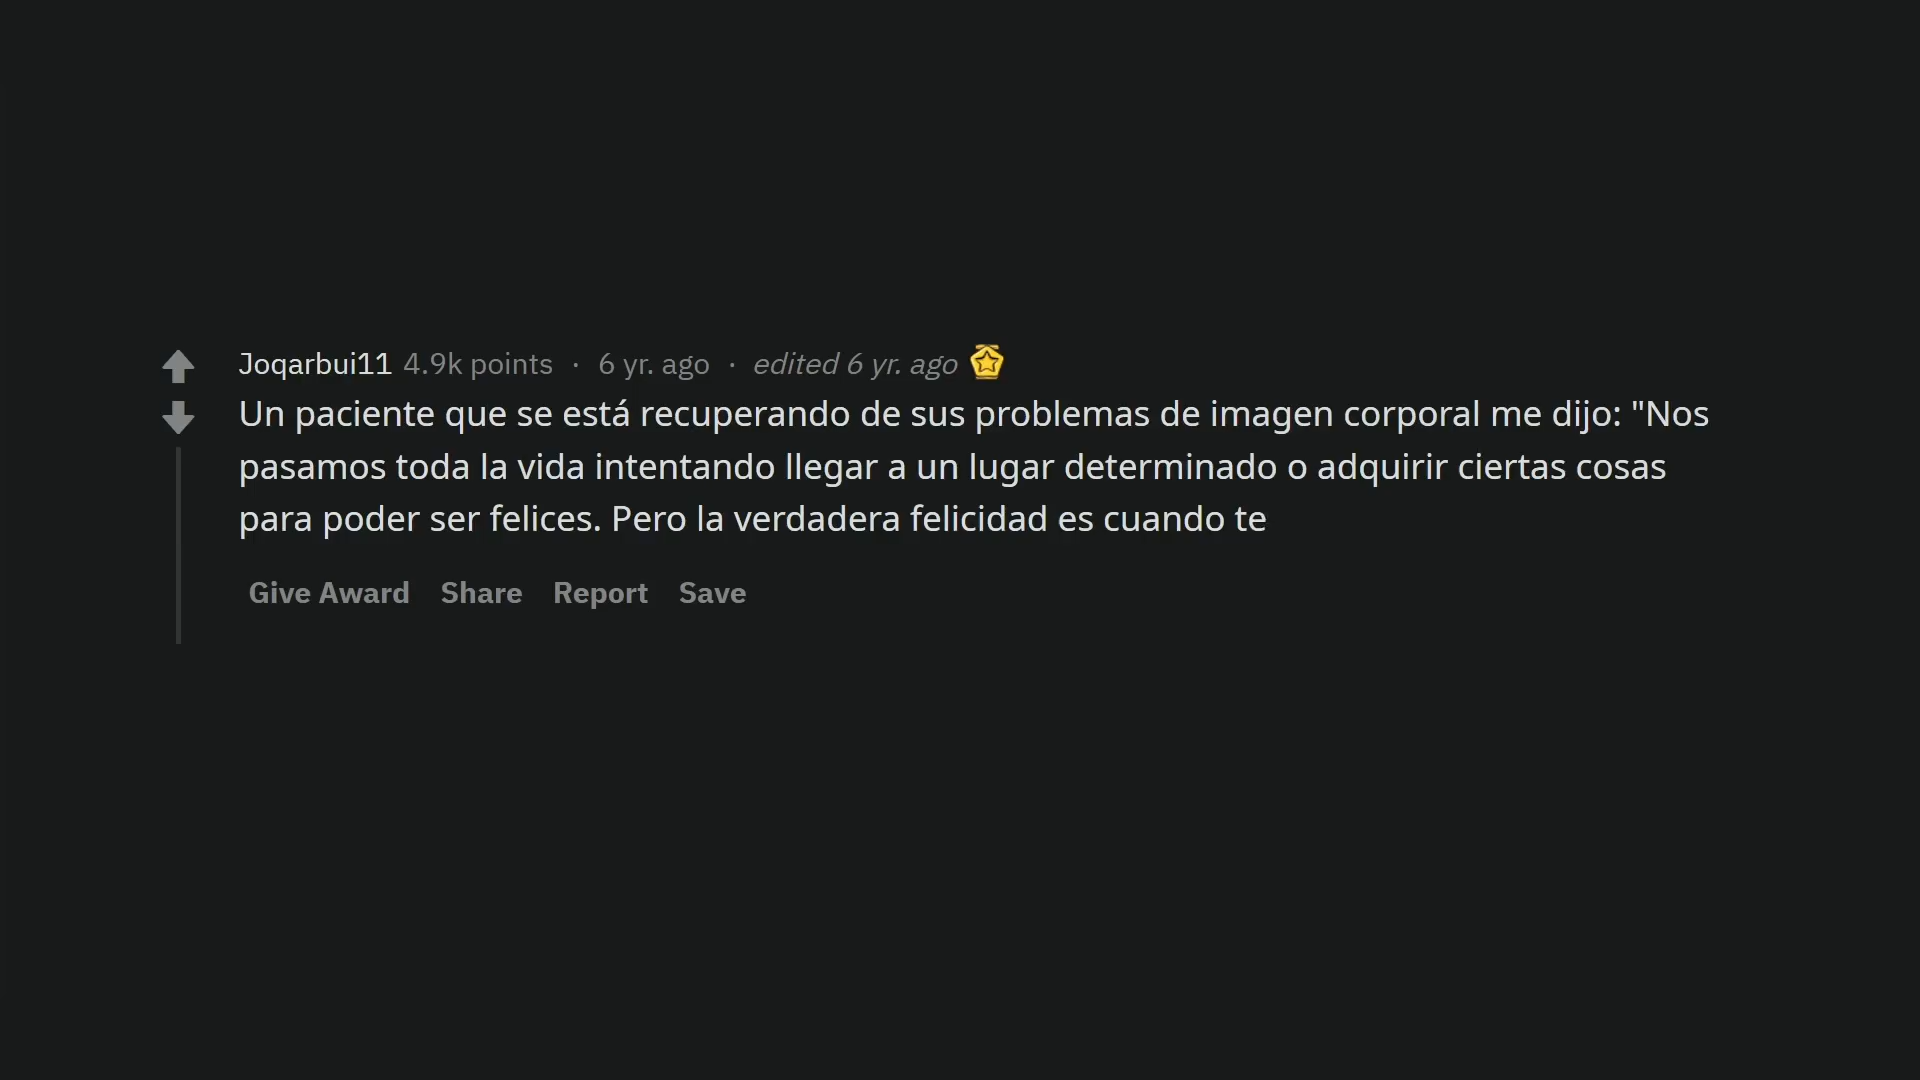 Joqarbui11 4.9k points · 6 yr. ago · edited 6 yr. ago
Un paciente que se está recuperando de sus problemas de imagen corporal me dijo: "Nos
pasamos toda la vida intentando llegar a un lugar determinado o adquirir ciertas cosas
para poder ser felices. Pero la verdadera felicidad es cuando te
Give Award Share Report Save